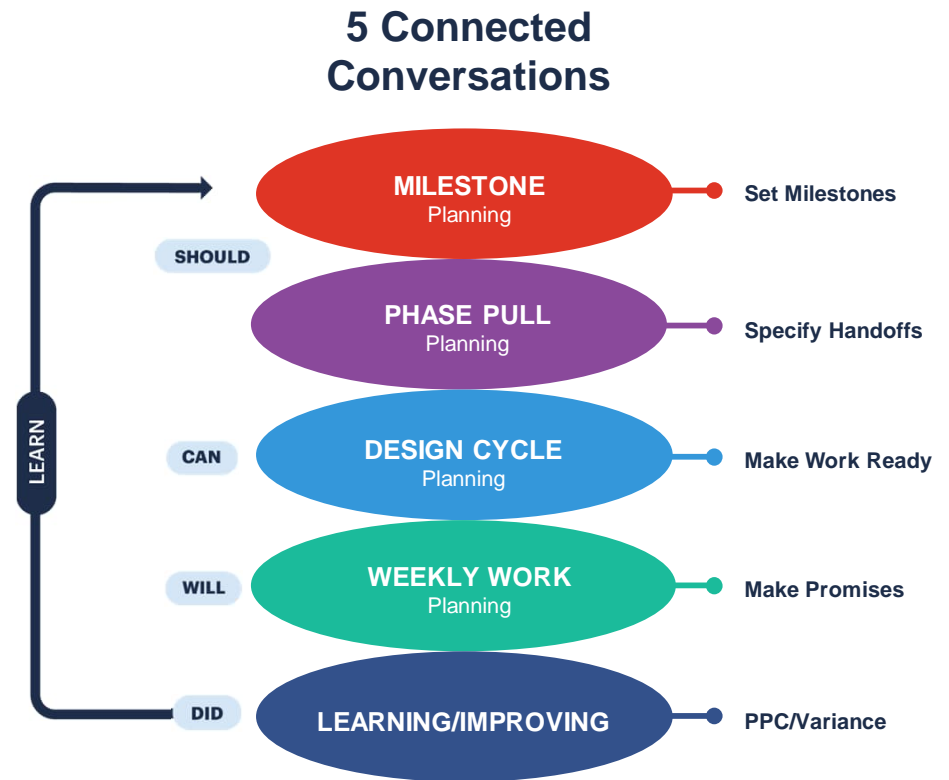 5 Connected
Conversations
MILESTONE
Planning
Set Milestones
SHOULD
PHASE PULL
Planning
Specify Handoffs
LEARN
CAN
DESIGN CYCLE
Planning
Make Work Ready
WILL
WEEKLY WORK
Planning
Make Promises
DID
LEARNING/IMPROVING
PPC/Variance